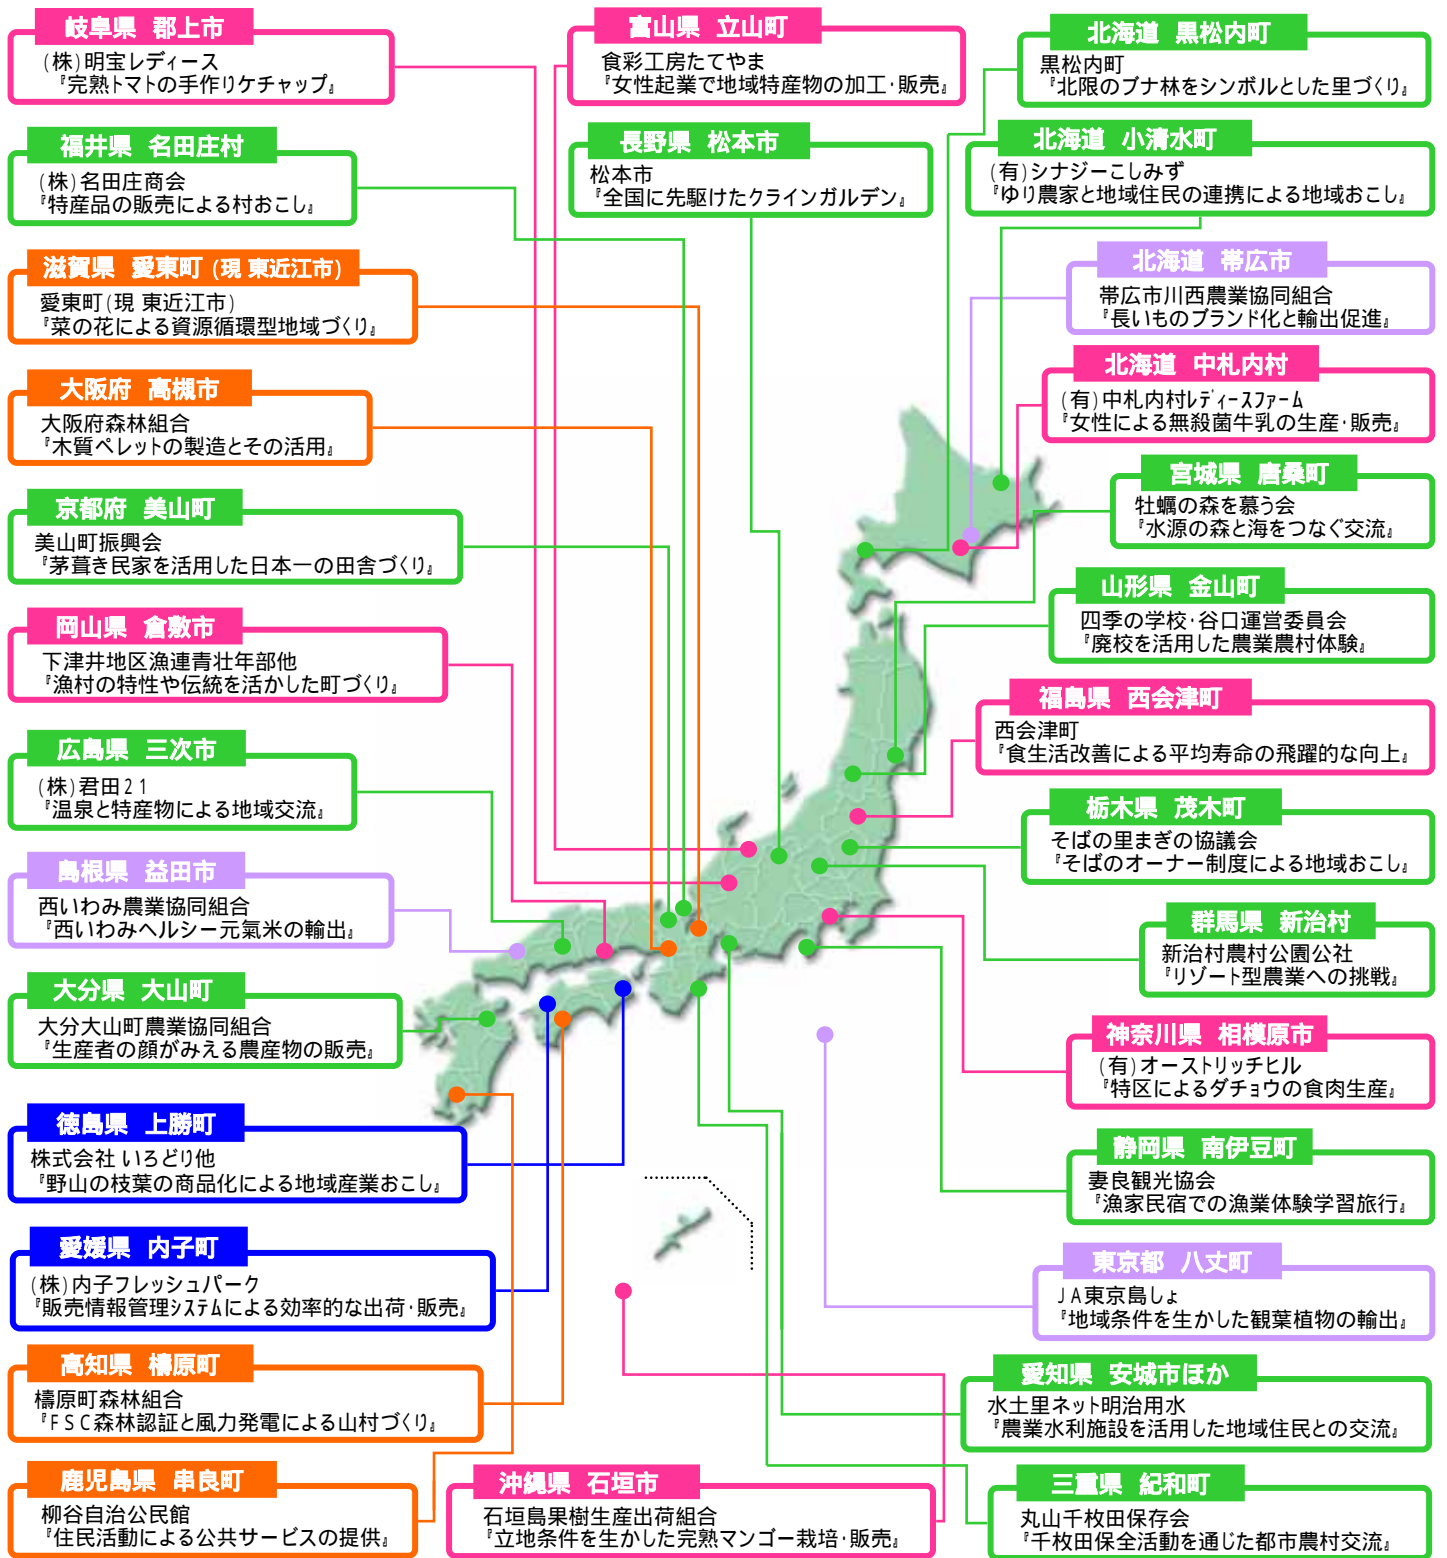 岐阜県 郡上市
(株)明宝レディース
『完熟トマトの手作りケチャップ』
富山県 立山町
食彩工房たてやま
『女性起業で地域特産物の加工・販売』
北海道 黒松内町
黒松内町
『北限のブナ林をシンボルとした里づくり』
福井県 名田庄村
(株)名田庄商会
『特産品の販売による村おこし』
長野県 松本市
松本市
『全国に先駆けたクラインガルデン』
北海道 小清水町
(有)シナジーこしみず
『ゆり農家と地域住民の連携による地域おこし』
滋賀県 愛東町(現 東近江市)
愛東町(現 東近江市)
『菜の花による資源循環型地域づくり』
北海道 帯広市
帯広市川西農業協同組合
『長いものブランド化と輸出促進』
大阪府 高槻市
大阪府森林組合
『木質ペレットの製造とその活用』
北海道 中札内村
(有)中札内村ﾚﾃﾞｨｰｽﾌｧｰﾑ
『女性による無殺菌牛乳の生産・販売』
京都府 美山町
美山町振興会
『茅葺き民家を活用した日本一の田舎づくり』
宮城県 唐桑町
牡蠣の森を慕う会
『水源の森と海をつなぐ交流』
山形県 金山町
四季の学校・谷口運営委員会
『廃校を活用した農業農村体験』
岡山県 倉敷市
下津井地区漁連青壮年部他
『漁村の特性や伝統を活かした町づくり』
福島県 西会津町
西会津町
『食生活改善による平均寿命の飛躍的な向上』
広島県 三次市
(株)君田21
『温泉と特産物による地域交流』
栃木県 茂木町
そばの里まぎの協議会
『そばのオーナー制度による地域おこし』
島根県 益田市
西いわみ農業協同組合
『西いわみヘルシー元氣米の輸出』
群馬県 新治村
新治村農村公園公社
『リゾート型農業への挑戦』
大分県 大山町
大分大山町農業協同組合
『生産者の顔がみえる農産物の販売』
神奈川県 相模原市
(有)オーストリッチヒル
『特区によるダチョウの食肉生産』
徳島県 上勝町
株式会社 いろどり他
『野山の枝葉の商品化による地域産業おこし』
静岡県 南伊豆町
妻良観光協会
『漁家民宿での漁業体験学習旅行』
愛媛県 内子町
(株)内子フレッシュパーク
『販売情報管理ｼｽﾃﾑによる効率的な出荷・販売』
東京都 八丈町
JA東京島しょ
『地域条件を生かした観葉植物の輸出』
高知県 檮原町
檮原町森林組合
『FSC森林認証と風力発電による山村づくり』
愛知県 安城市ほか
水土里ネット明治用水
『農業水利施設を活用した地域住民との交流』
鹿児島県 串良町
柳谷自治公民館
『住民活動による公共サービスの提供』
沖縄県 石垣市
石垣島果樹生産出荷組合
『立地条件を生かした完熟マンゴー栽培・販売』
三重県 紀和町
丸山千枚田保存会
『千枚田保全活動を通じた都市農村交流』